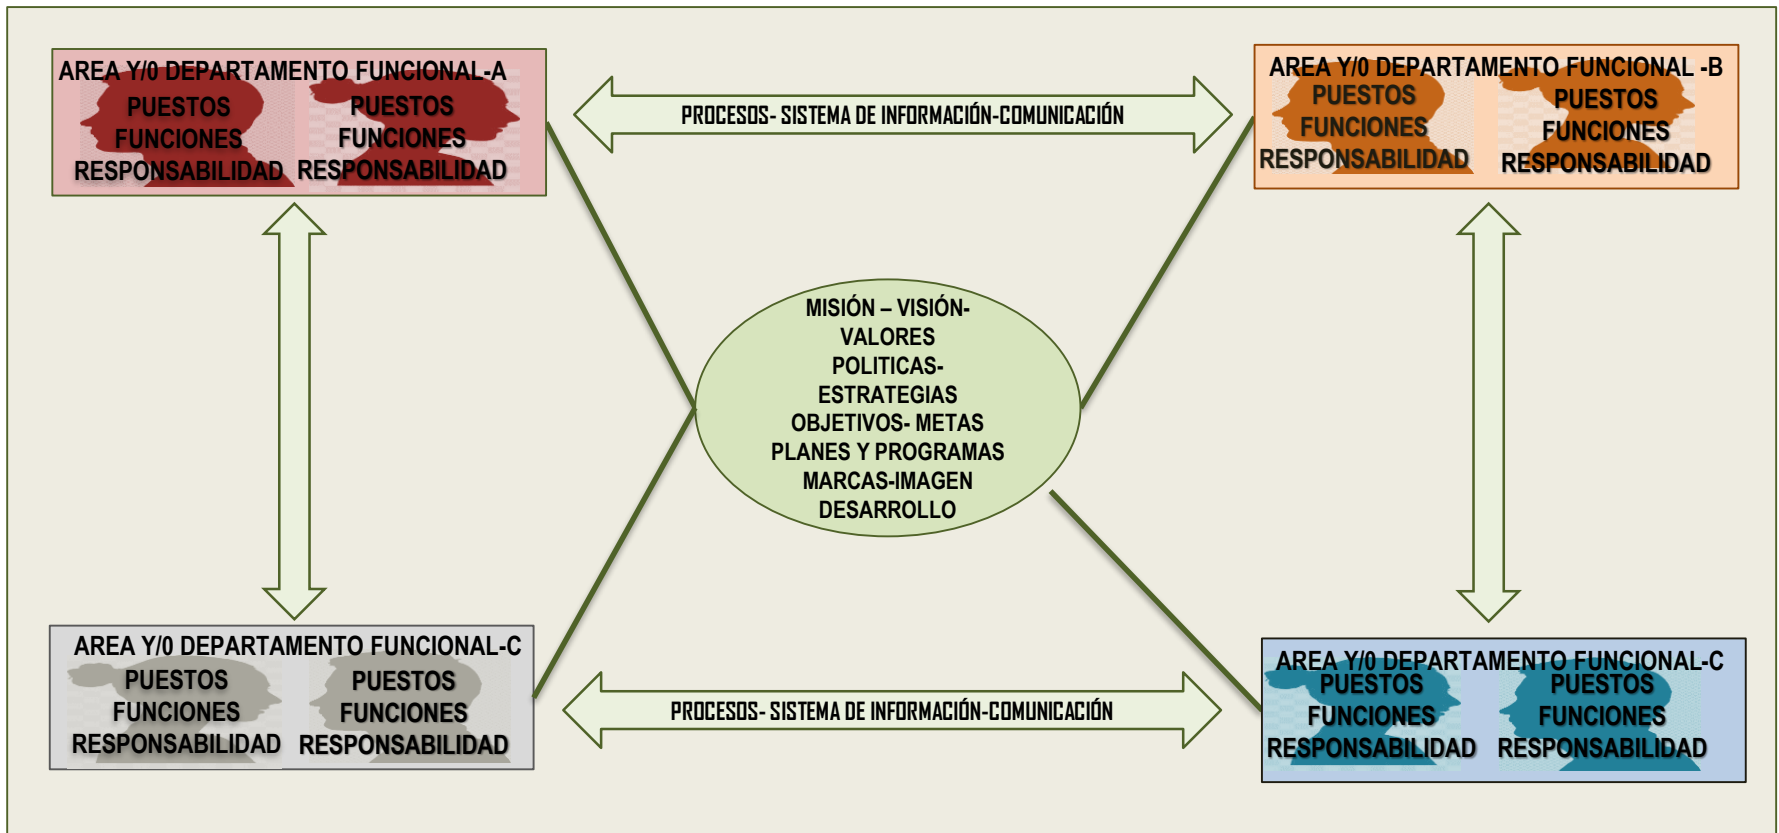 AREA Y/0 DEPARTAMENTO FUNCIONAL-A
PUESTOS
FUNCIONES
RESPONSABILIDAD
PUESTOS
FUNCIONES
RESPONSABILIDAD
PROCESOS- SISTEMA DE INFORMACIÓN-COMUNICACIÓN
AREA Y/0 DEPARTAMENTO FUNCIONAL -B
PUESTOS
FUNCIONES
RESPONSABILIDAD
PUESTOS
FUNCIONES
RESPONSABILIDAD
MISIÓN – VISIÓN-
VALORES
POLITICAS-
ESTRATEGIAS
OBJETIVOS- METAS
PLANES Y PROGRAMAS
MARCAS-IMAGEN
DESARROLLO
AREA Y/0 DEPARTAMENTO FUNCIONAL-C
PUESTOS
FUNCIONES
RESPONSABILIDAD
PUESTOS
FUNCIONES
RESPONSABILIDAD
PROCESOS- SISTEMA DE INFORMACIÓN-COMUNICACIÓN
AREA Y/0 DEPARTAMENTO FUNCIONAL-C
PUESTOS
FUNCIONES
RESPONSABILIDAD
PUESTOS
FUNCIONES
RESPONSABILIDAD